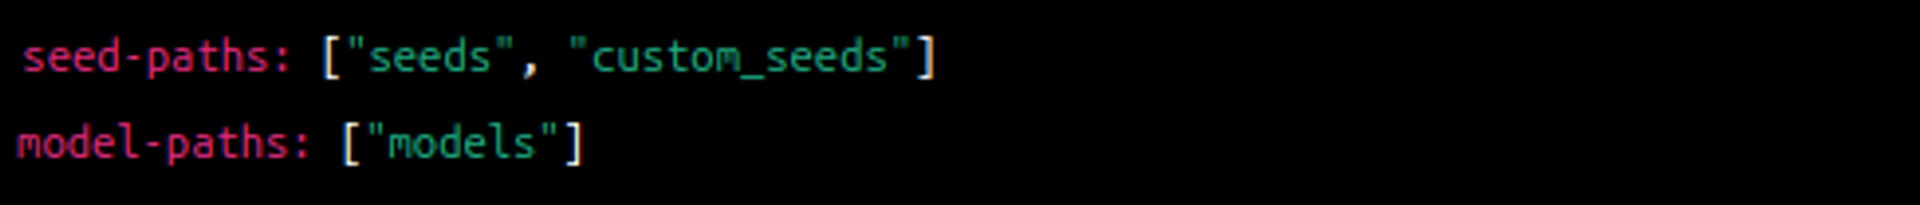 seed-paths: ["seeds", "custom_seeds"]
model-paths: ["models"]